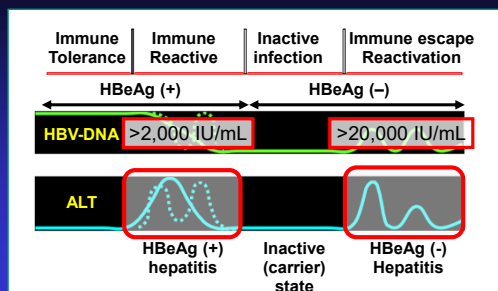 Immune Tolerance
Immune Reactive
Inactive infection
Immune escape Reactivation
HBeAg (+)
HBeAg (–)
HBV-DNA
>2,000 IU/mL
>20,000 IU/mL
ALT
HBeAg (+) hepatitis
Inactive (carrier) state
HBeAg (-) Hepatitis